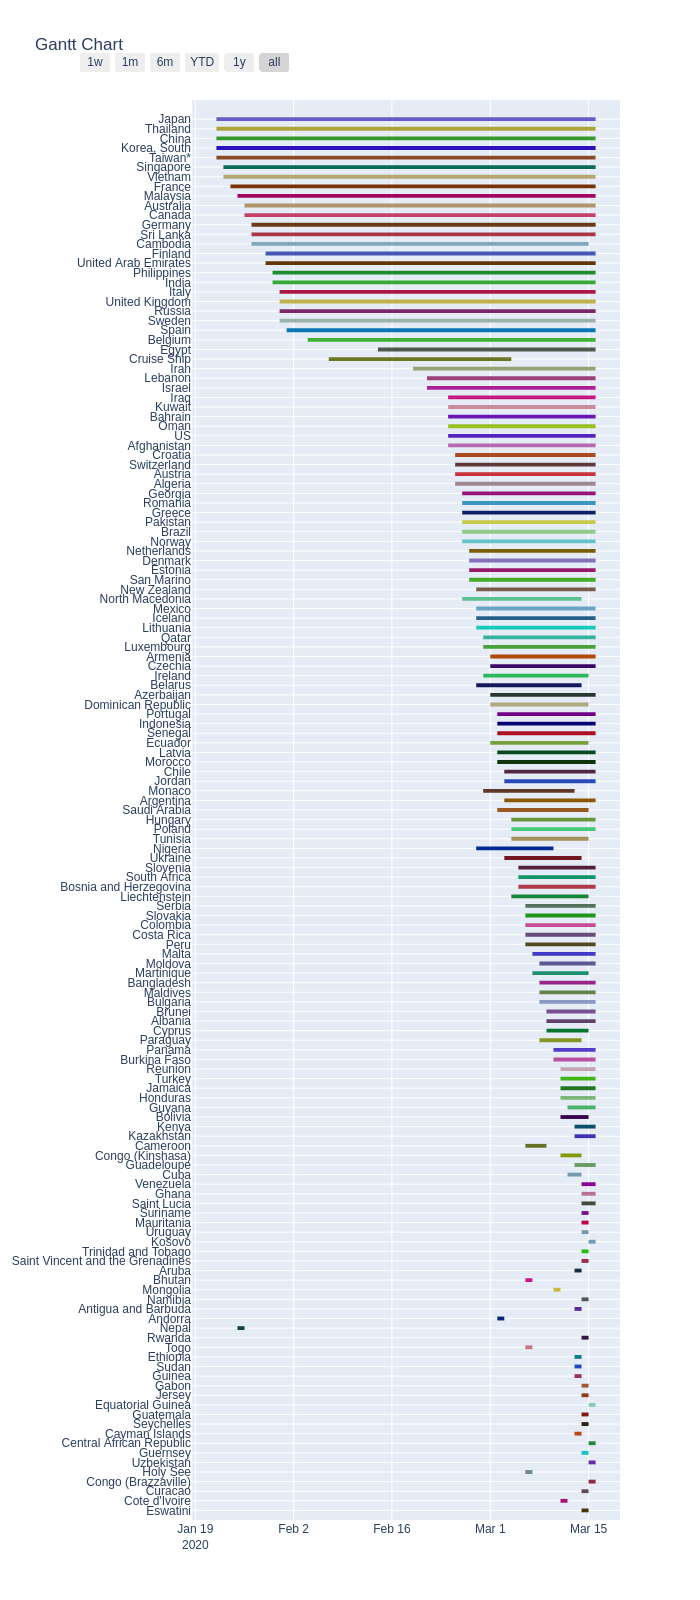 Gantt Chart
1w 1m 6m YTD 1y all
Japan
Thailand
China
Korea, South
Taiwan*
Singapore
Vietnam
France
Malaysia
Australia
Canada
Germany
Sri Lanka
Cambodia
Finland
United Arab Emirates
Philippines
India
Italy
United Kingdom
Russia
Sweden
Spain
Belgium
Egypt
Cruise Ship
Iran
Lebanon
Israel
Iraq
Kuwait
Bahrain
Oman
US
Afghanistan
Croatia
Switzerland
Austria
Algeria
Georgia
Romania
Greece
Pakistan
Brazil
Norway
Netherlands
Denmark
Estonia
San Marino
New Zealand
North Macedonia
Mexico
Iceland
Lithuania
Qatar
Luxembourg
Armenia
Czechia
Ireland
Belarus
Azerbaijan
Dominican Republic
Portugal
Indonesia
Senegal
Ecuador
Latvia
Morocco
Chile
Jordan
Monaco
Argentina
Saudi Arabia
Hungary
Poland
Tunisia
Nigeria
Ukraine
Slovenia
South Africa
Bosnia and Herzegovina
Liechtenstein
Serbia
Slovakia
Colombia
Costa Rica
Peru
Malta
Moldova
Martinique
Bangladesh
Maldives
Bulgaria
Brunei
Albania
Cyprus
Paraguay
Panama
Burkina Faso
Reunion
Turkey
Jamaica
Honduras
Guyana
Bolivia
Kenya
Kazakhstan
Cameroon
Congo (Kinshasa)
Guadeloupe
Cuba
Venezuela
Ghana
Saint Lucia
Suriname
Mauritania
Uruguay
Kosovo
Trinidad and Tobago
Saint Vincent and the Grenadines
Aruba
Bhutan
Mongolia
Namibia
Antigua and Barbuda
Andorra
Nepal
Rwanda
Togo
Ethiopia
Sudan
Guinea
Gabon
Jersey
Equatorial Guinea
Guatemala
Seychelles
Cayman Islands
Central African Republic
Guernsey
Uzbekistan
Holy See
Congo (Brazzaville)
Curacao
Cote d'Ivoire
Eswatini
Jan 19 Feb 2 Feb 16 Mar 1 Mar 15
2020